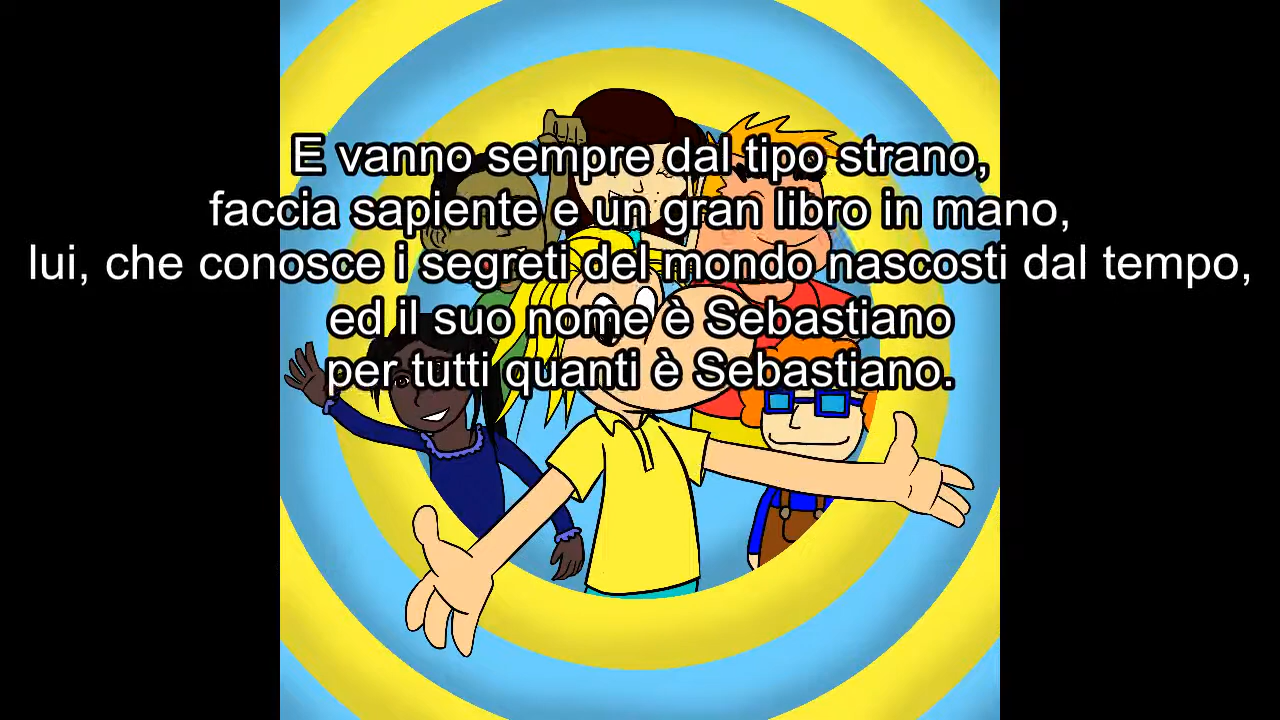 E vanno sempre dal tipo strano,
faccia sapiente e un gran libro in mano,
lui, che conosce i segreti del mondo nascosti dal tempo,
ed il suo nome è Sebastiano
per tutti quanti è Sebastiano.